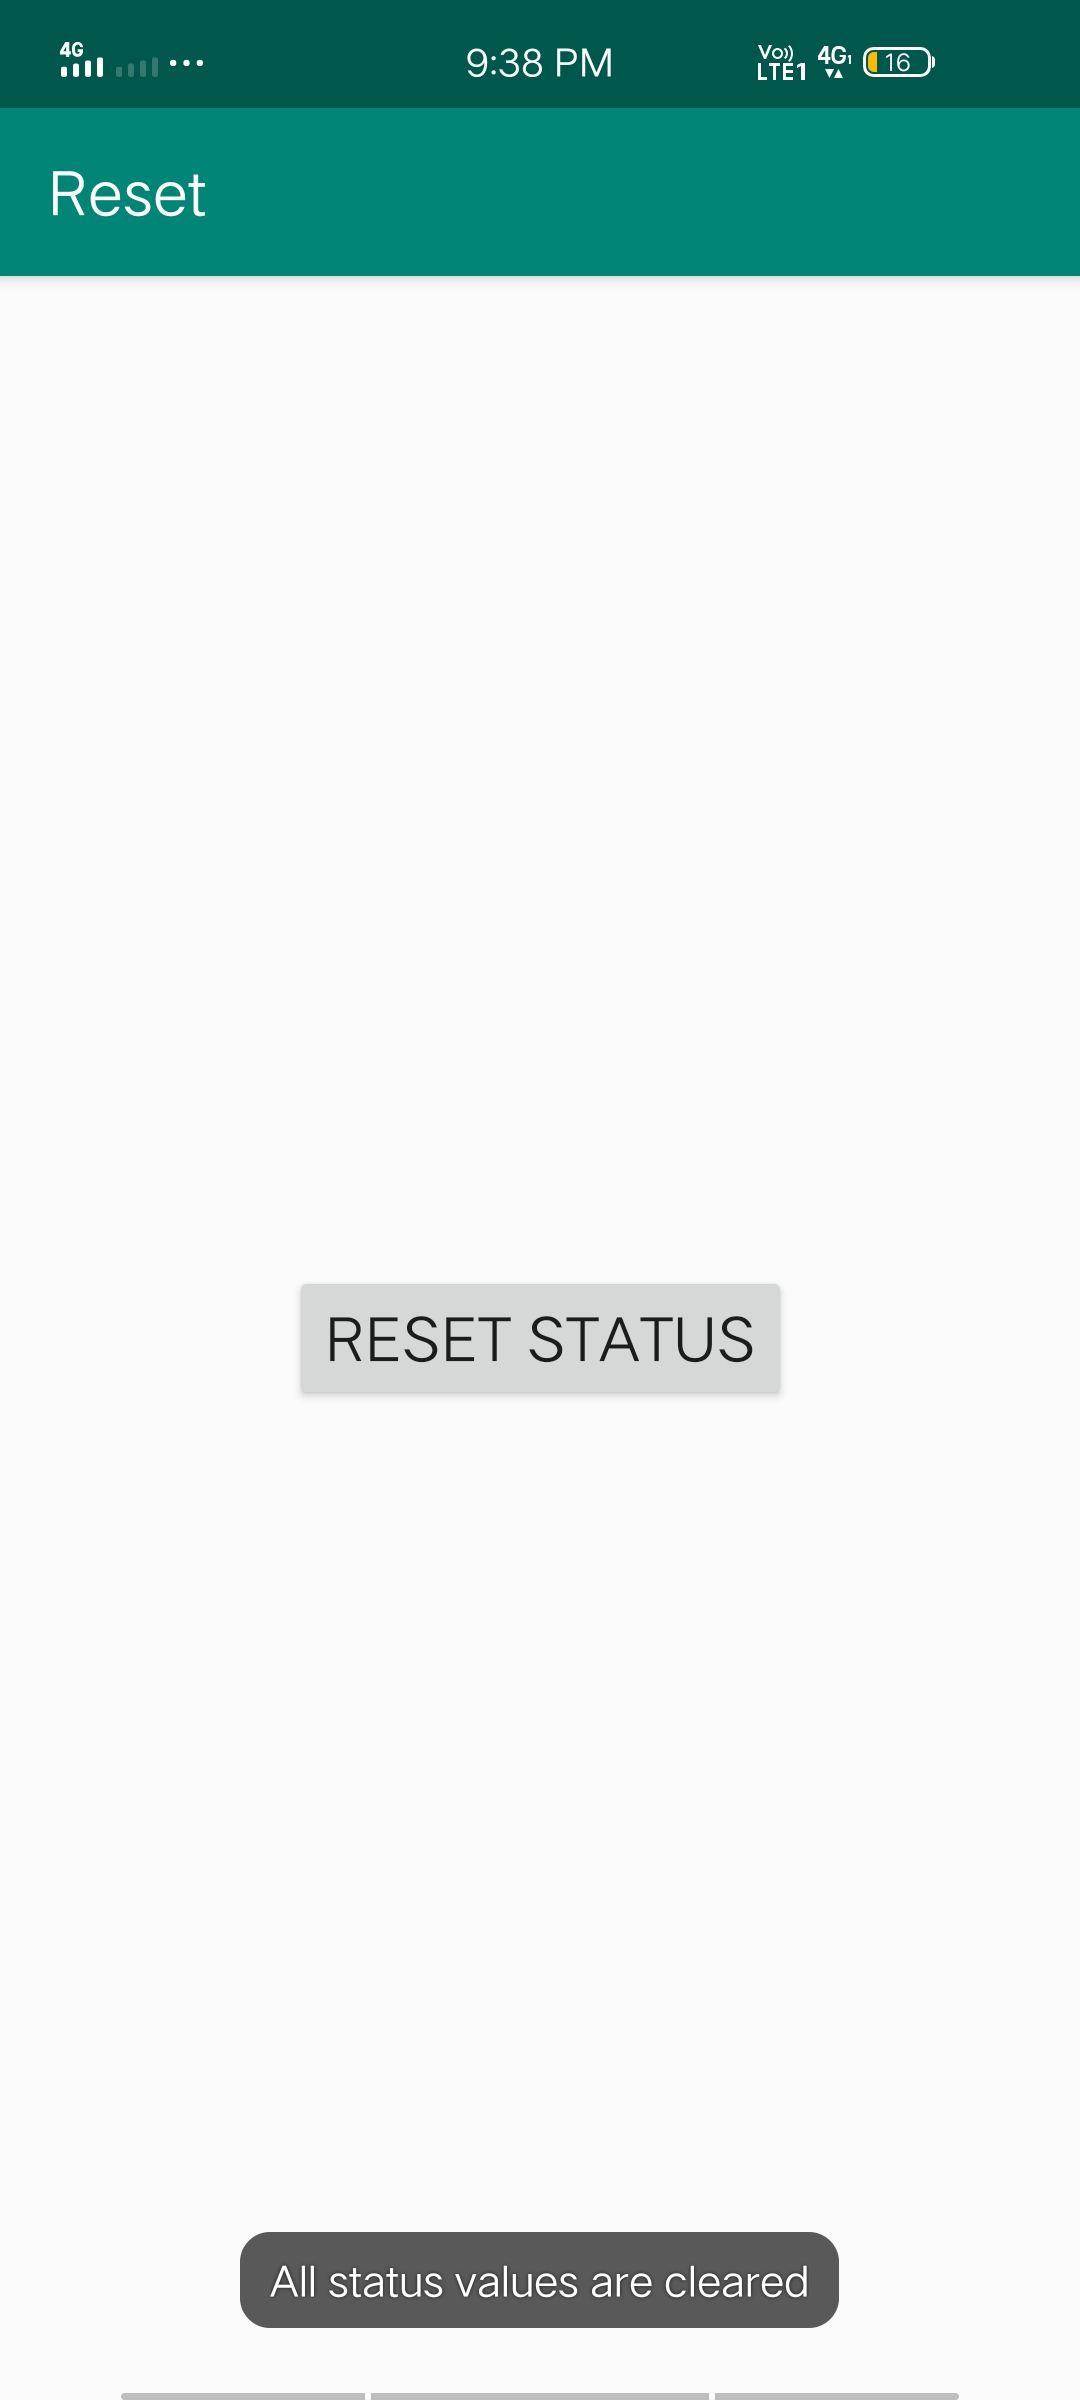 4G
9:38 PM
Vo))
LTE1
4G1
16
Reset
RESET STATUS
All status values are cleared